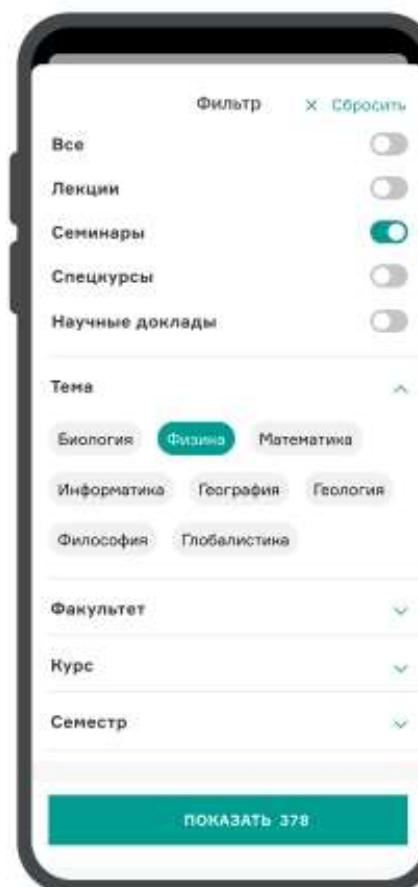 Фильтр × Сбросить
Все
Лекции
Семинары
Спецкурсы
Научные доклады
Тема
Биология Физика Математика
Информатика География Геология
Философия Глобалистика
Факультет
Курс
Семестр
ПОКАЗАТЬ 378